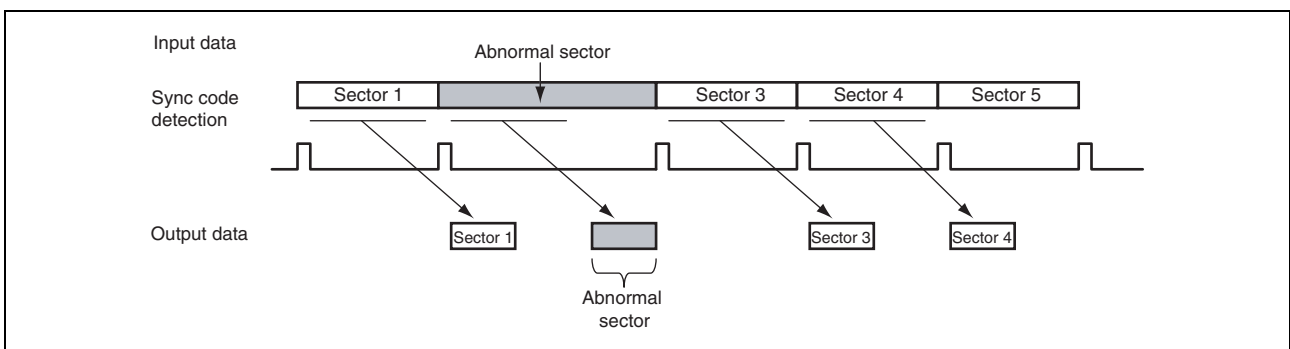 Input data
Abnormal sector
Sync code
detection
Sector 1
Sector 3
Sector 4
Sector 5
Output data
Sector 1
Sector 3
Sector 4
Abnormal
sector